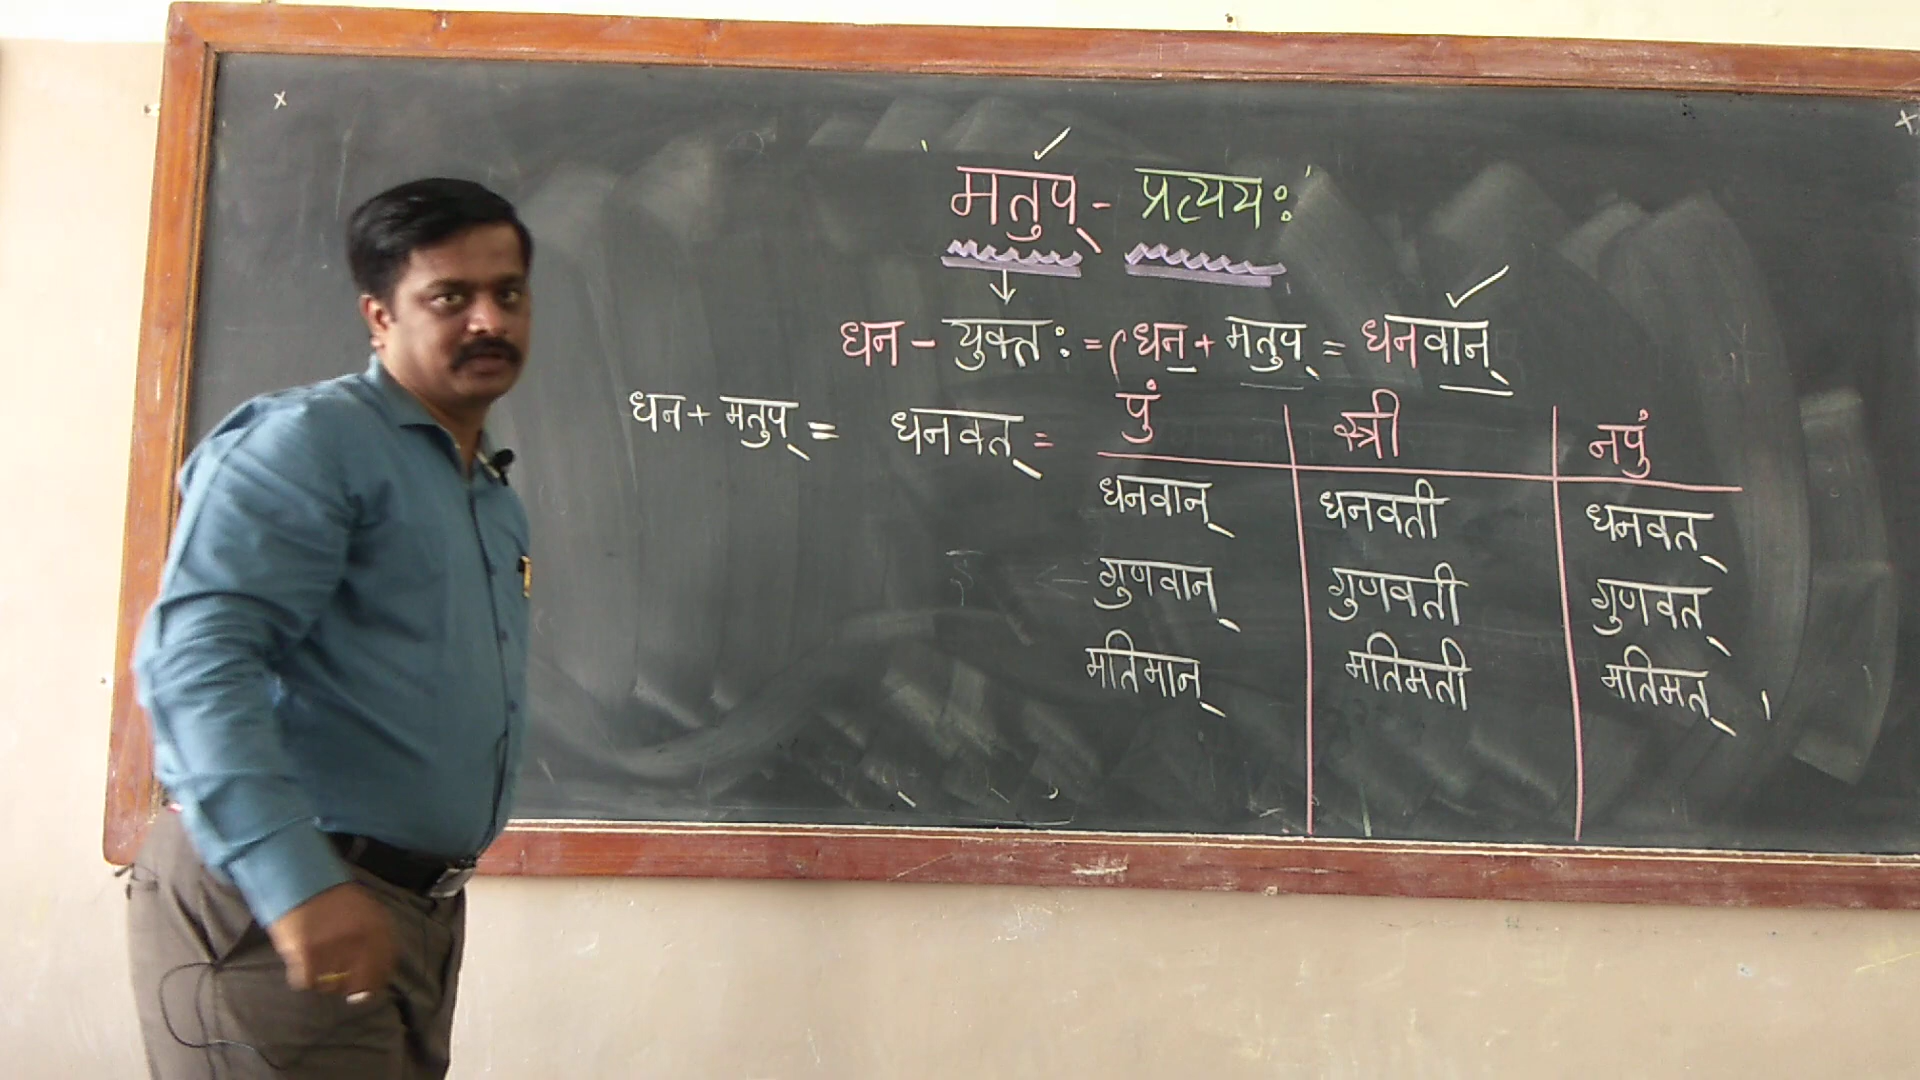 मतुप् - प्रत्ययः
धन - युक्तः = (धन + मतुप् = धनवान्
धन + मतुप् = धनवत् =
पुं स्त्री नपुं
धनवान् धनवती धनवत्
गुणवान् गुणवती गुणवत्
मतिमान् मतिमती मतिमत्